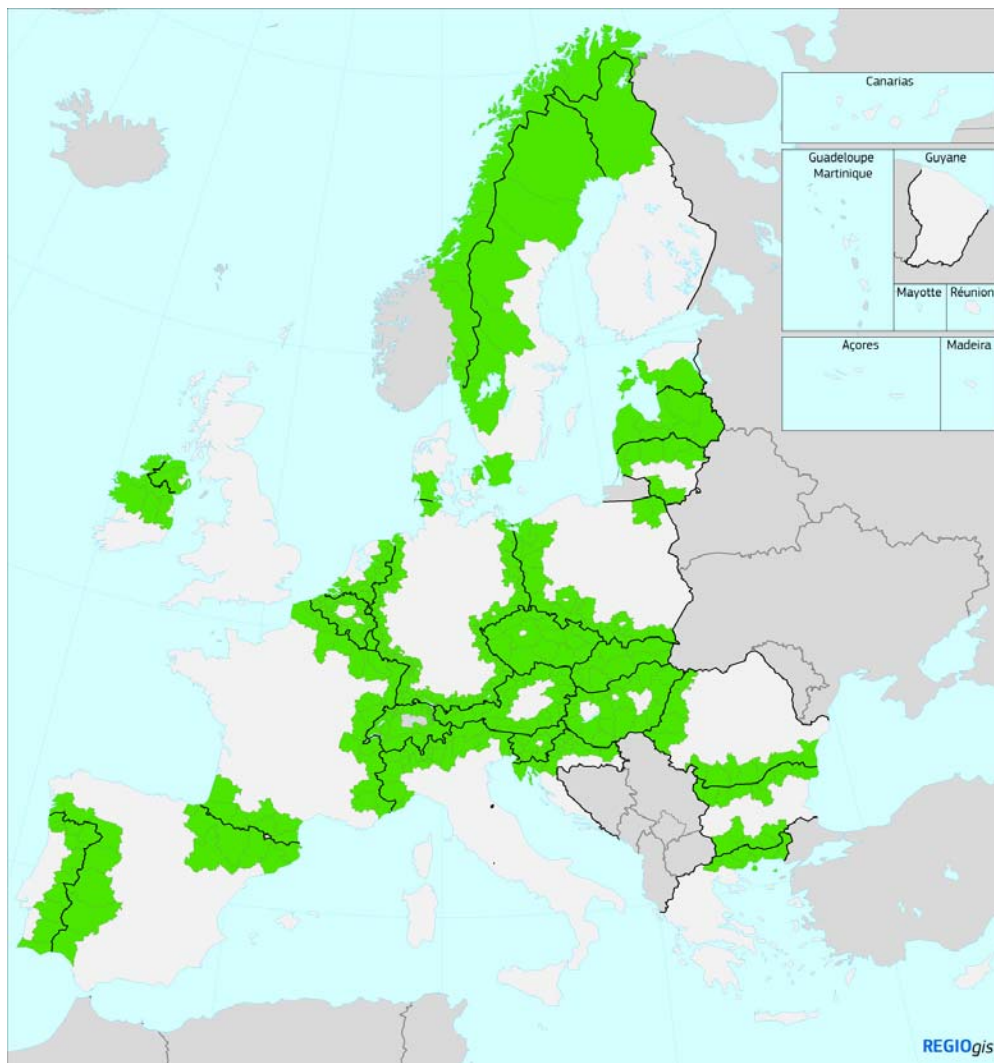 Canarias
Guadeloupe
Martinique
Guyane
Mayotte
Réunion
Açores
Madeira
REGIOgis